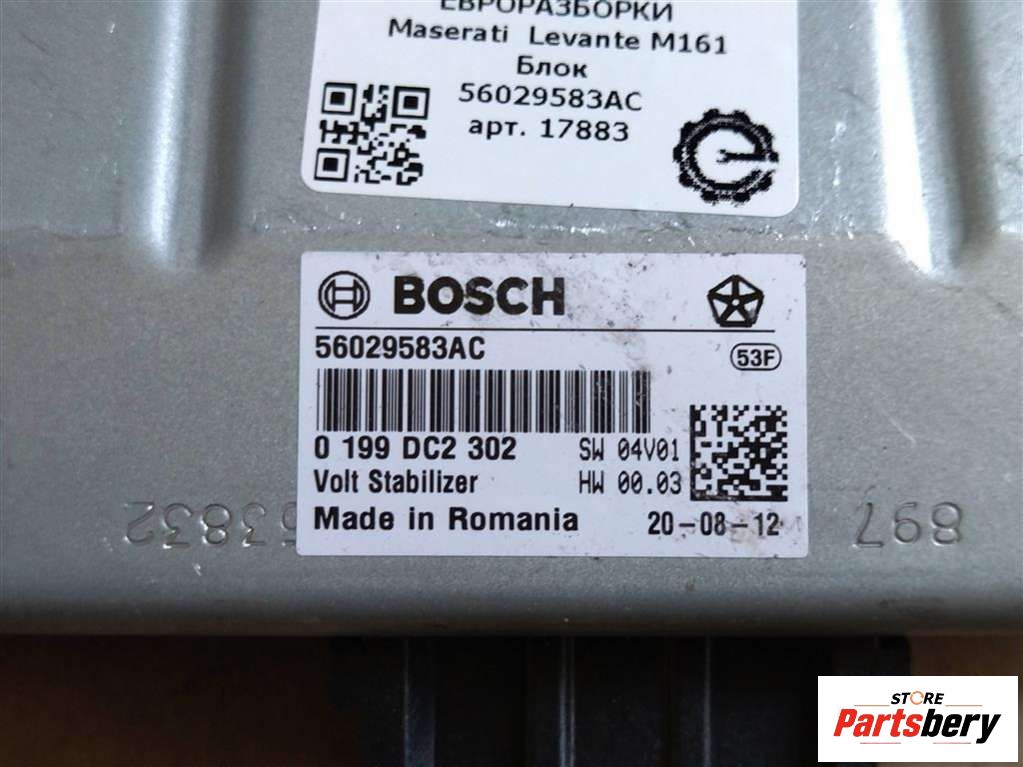 ЕВРОРАЗБОРКИ
Maserati Levante M161
Блок
56029583AC
арт. 17883
BOSCH
56029583AC
53F
0 199 DC2 302 SW 04V01
Volt Stabilizer HW 00.03
Made in Romania 20-08-12
53832
897
STORE
Partsbery